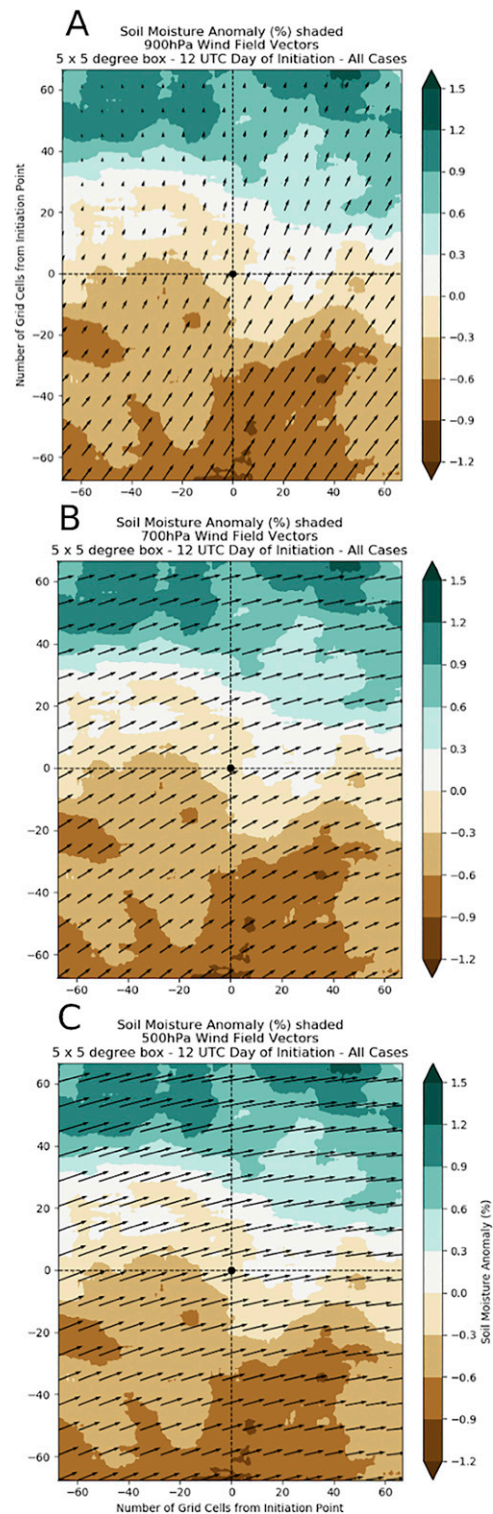 A
Soil Moisture Anomaly (%) shaded
900hPa Wind Field Vectors
5 x 5 degree box - 12 UTC Day of Initiation - All Cases
Number of Grid Cells from Initiation Point
60
40
20
0
−20
−40
−60
−60 −40 −20 0 20 40 60
1.5
1.2
0.9
0.6
0.3
0.0
−0.3
−0.6
−0.9
−1.2
B
Soil Moisture Anomaly (%) shaded
700hPa Wind Field Vectors
5 x 5 degree box - 12 UTC Day of Initiation - All Cases
60
40
20
0
−20
−40
−60
−60 −40 −20 0 20 40 60
1.5
1.2
0.9
0.6
0.3
0.0
−0.3
−0.6
−0.9
−1.2
C
Soil Moisture Anomaly (%) shaded
500hPa Wind Field Vectors
5 x 5 degree box - 12 UTC Day of Initiation - All Cases
60
40
20
0
−20
−40
−60
−60 −40 −20 0 20 40 60
Number of Grid Cells from Initiation Point
1.5
1.2
0.9
0.6
0.3
0.0
−0.3
−0.6
−0.9
−1.2
Soil Moisture Anomaly (%)